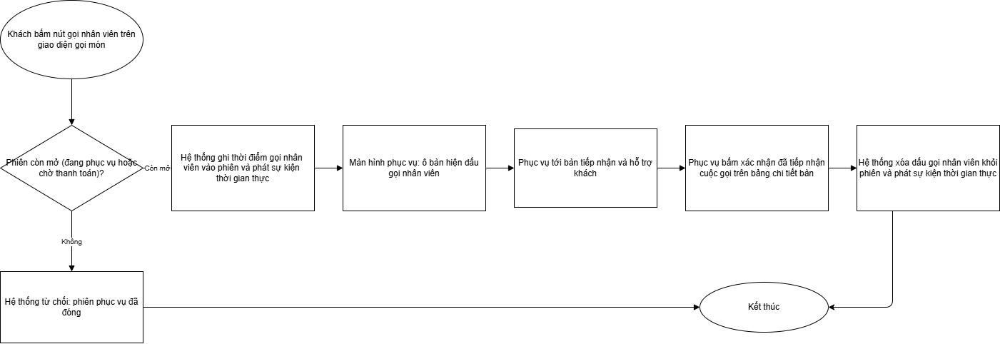 Khách bấm nút gọi nhân viên trên
giao diện gọi món
Phiên còn mở (đang phục vụ hoặc
chờ thanh toán)?
Còn mở
Hệ thống ghi thời điểm gọi nhân
viên vào phiên và phát sự kiện
thời gian thực
Màn hình phục vụ: ô bàn hiện dấu
gọi nhân viên
Phục vụ tới bàn tiếp nhận và hỗ trợ
khách
Phục vụ bấm xác nhận đã tiếp nhận
cuộc gọi trên bảng chi tiết bàn
Hệ thống xóa dấu gọi nhân viên khỏi
phiên và phát sự kiện thời gian thực
Không
Hệ thống từ chối: phiên phục vụ đã
đóng
Kết thúc